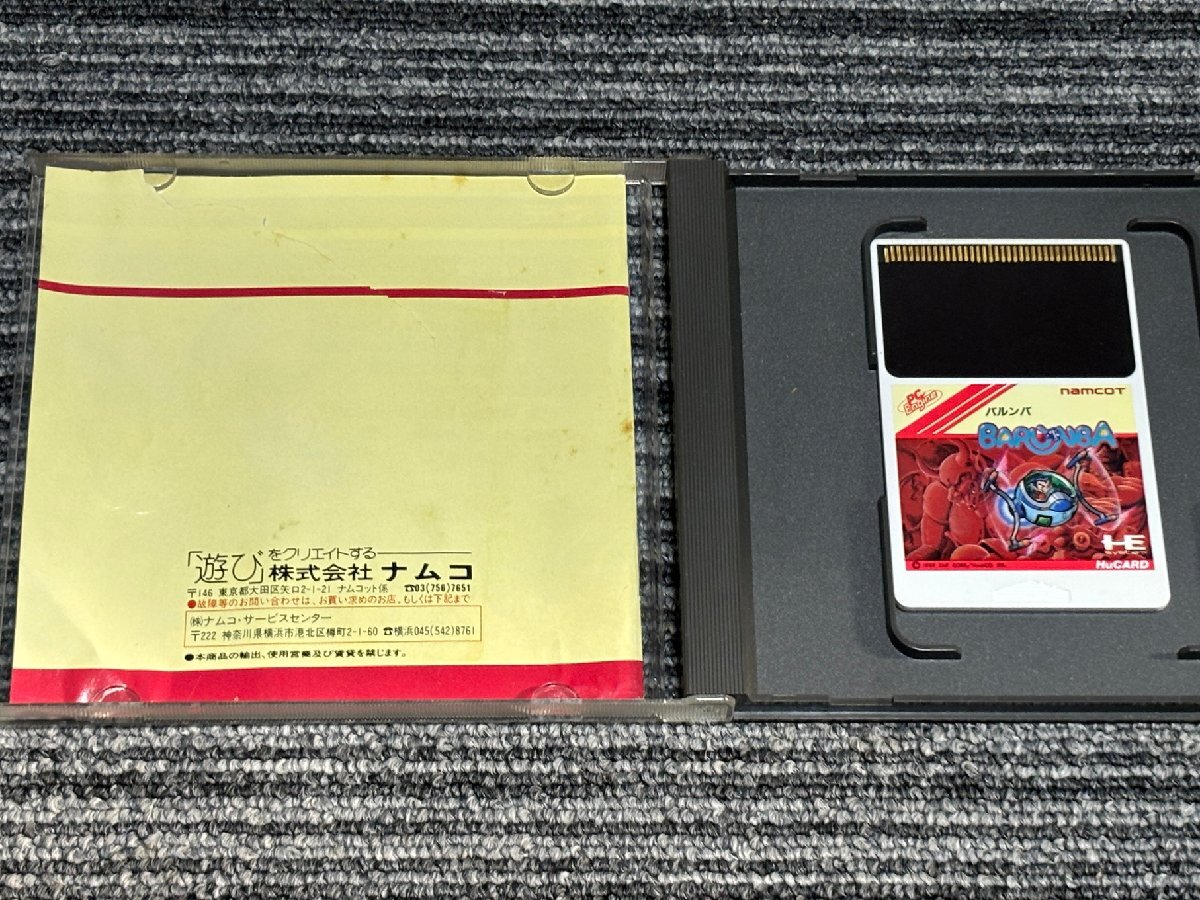 「遊び」をクリエイトする
株式会社 ナムコ
〒146 東京都大田区矢口2-1-21 ナムコット係 ☎03(756)7651
●故障等のお問い合わせは、お買い求めのお店、もしくは下記まで
(株)ナムコ・サービスセンター
〒222 神奈川県横浜市港北区樽町2-1-60 ☎横浜045(542)8761
●本商品の輸出、使用営業及び賃貸を禁じます。
PC Engine
namcot
バルンバ
BARUNBA
HE
system
HuCARD